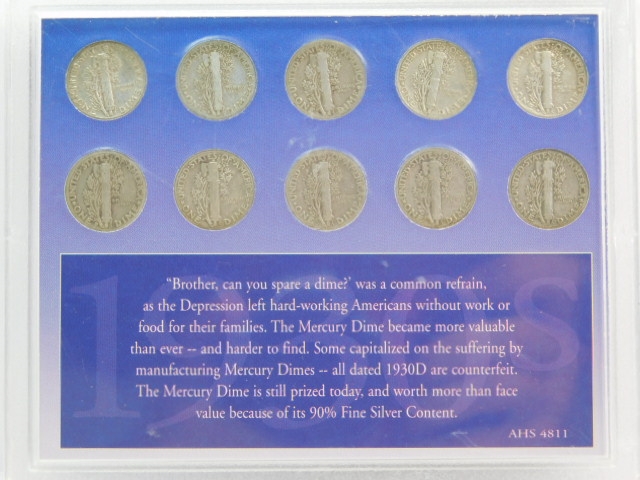 "Brother, can you spare a dime?' was a common refrain,
as the Depression left hard-working Americans without work or
food for their families. The Mercury Dime became more valuable
than ever -- and harder to find. Some capitalized on the suffering by
manufacturing Mercury Dimes -- all dated 1930D are counterfeit.
The Mercury Dime is still prized today, and worth more than face
value because of its 90% Fine Silver Content.
AHS 4811